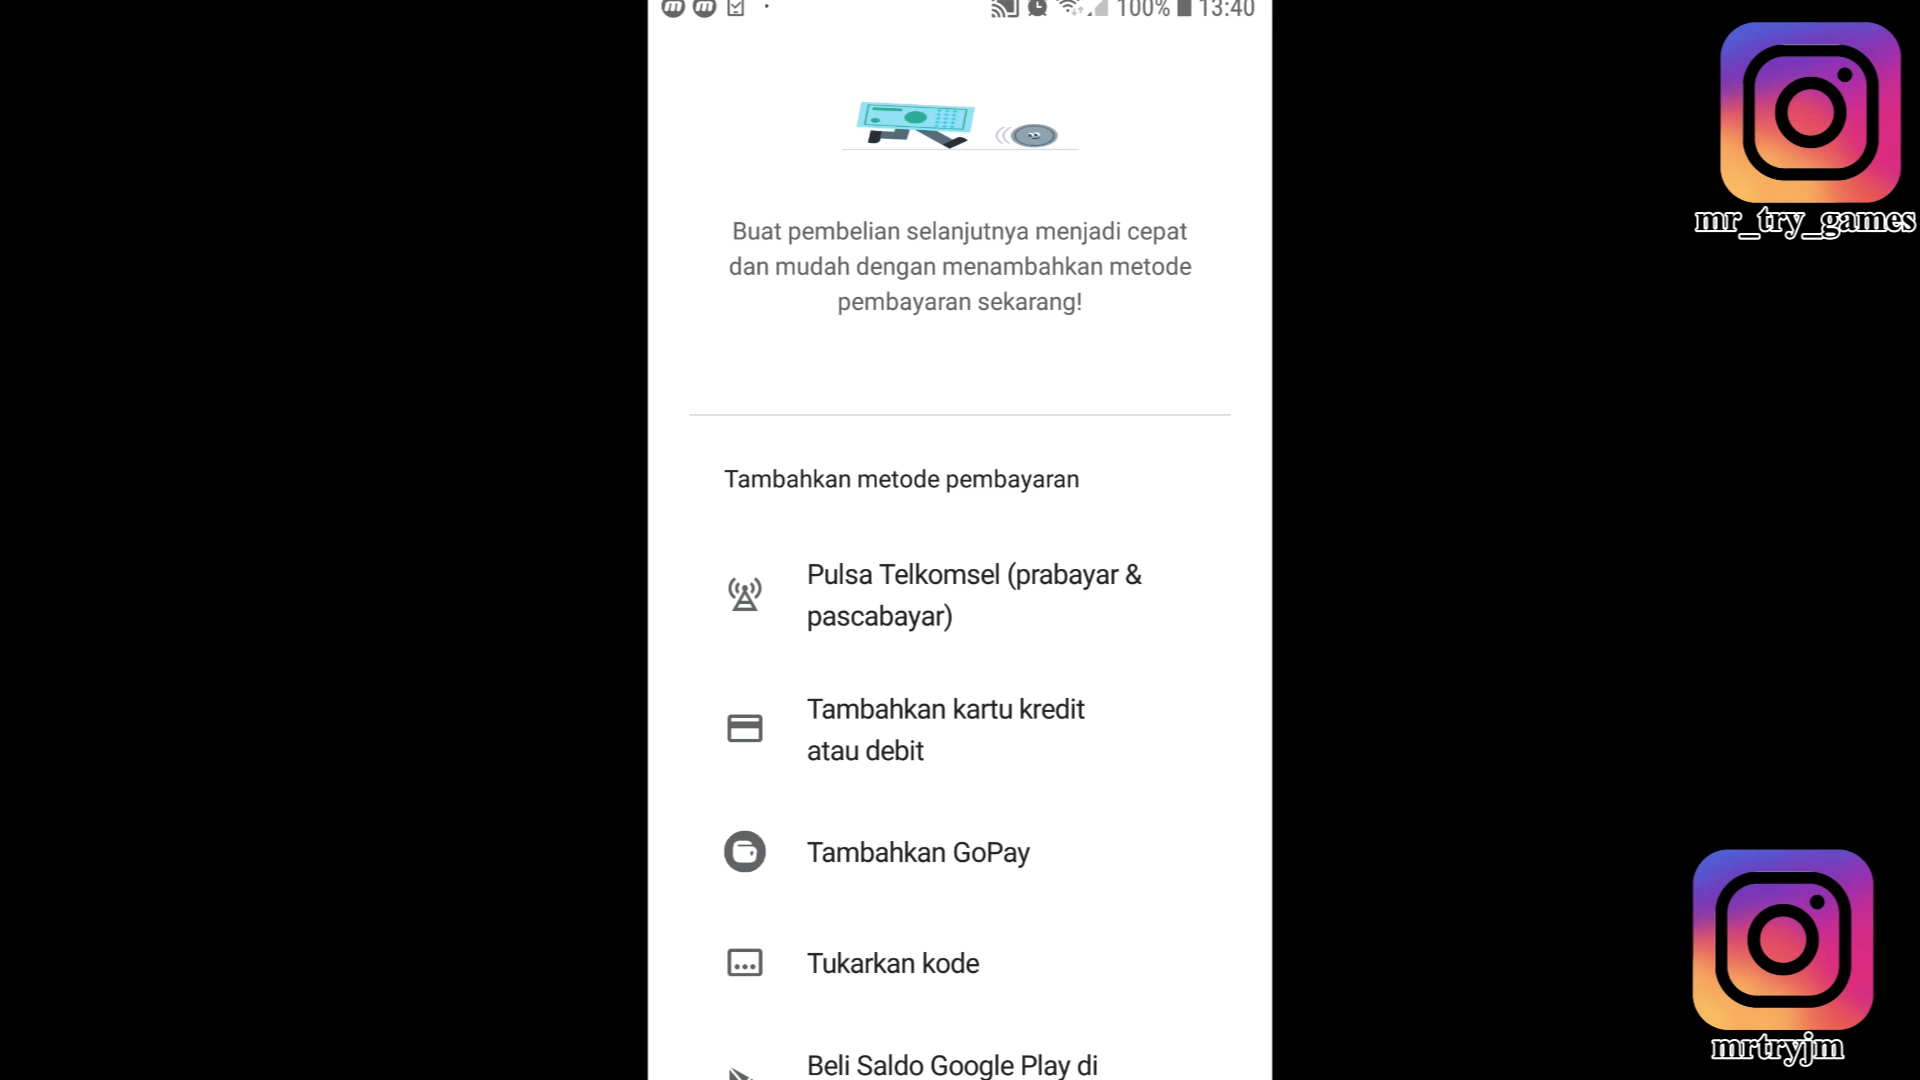 100% 13:40
Buat pembelian selanjutnya menjadi cepat
dan mudah dengan menambahkan metode
pembayaran sekarang!
Tambahkan metode pembayaran
Pulsa Telkomsel (prabayar &
pascabayar)
Tambahkan kartu kredit
atau debit
Tambahkan GoPay
Tukarkan kode
Beli Saldo Google Play di
mr_try_games
mrtryjm